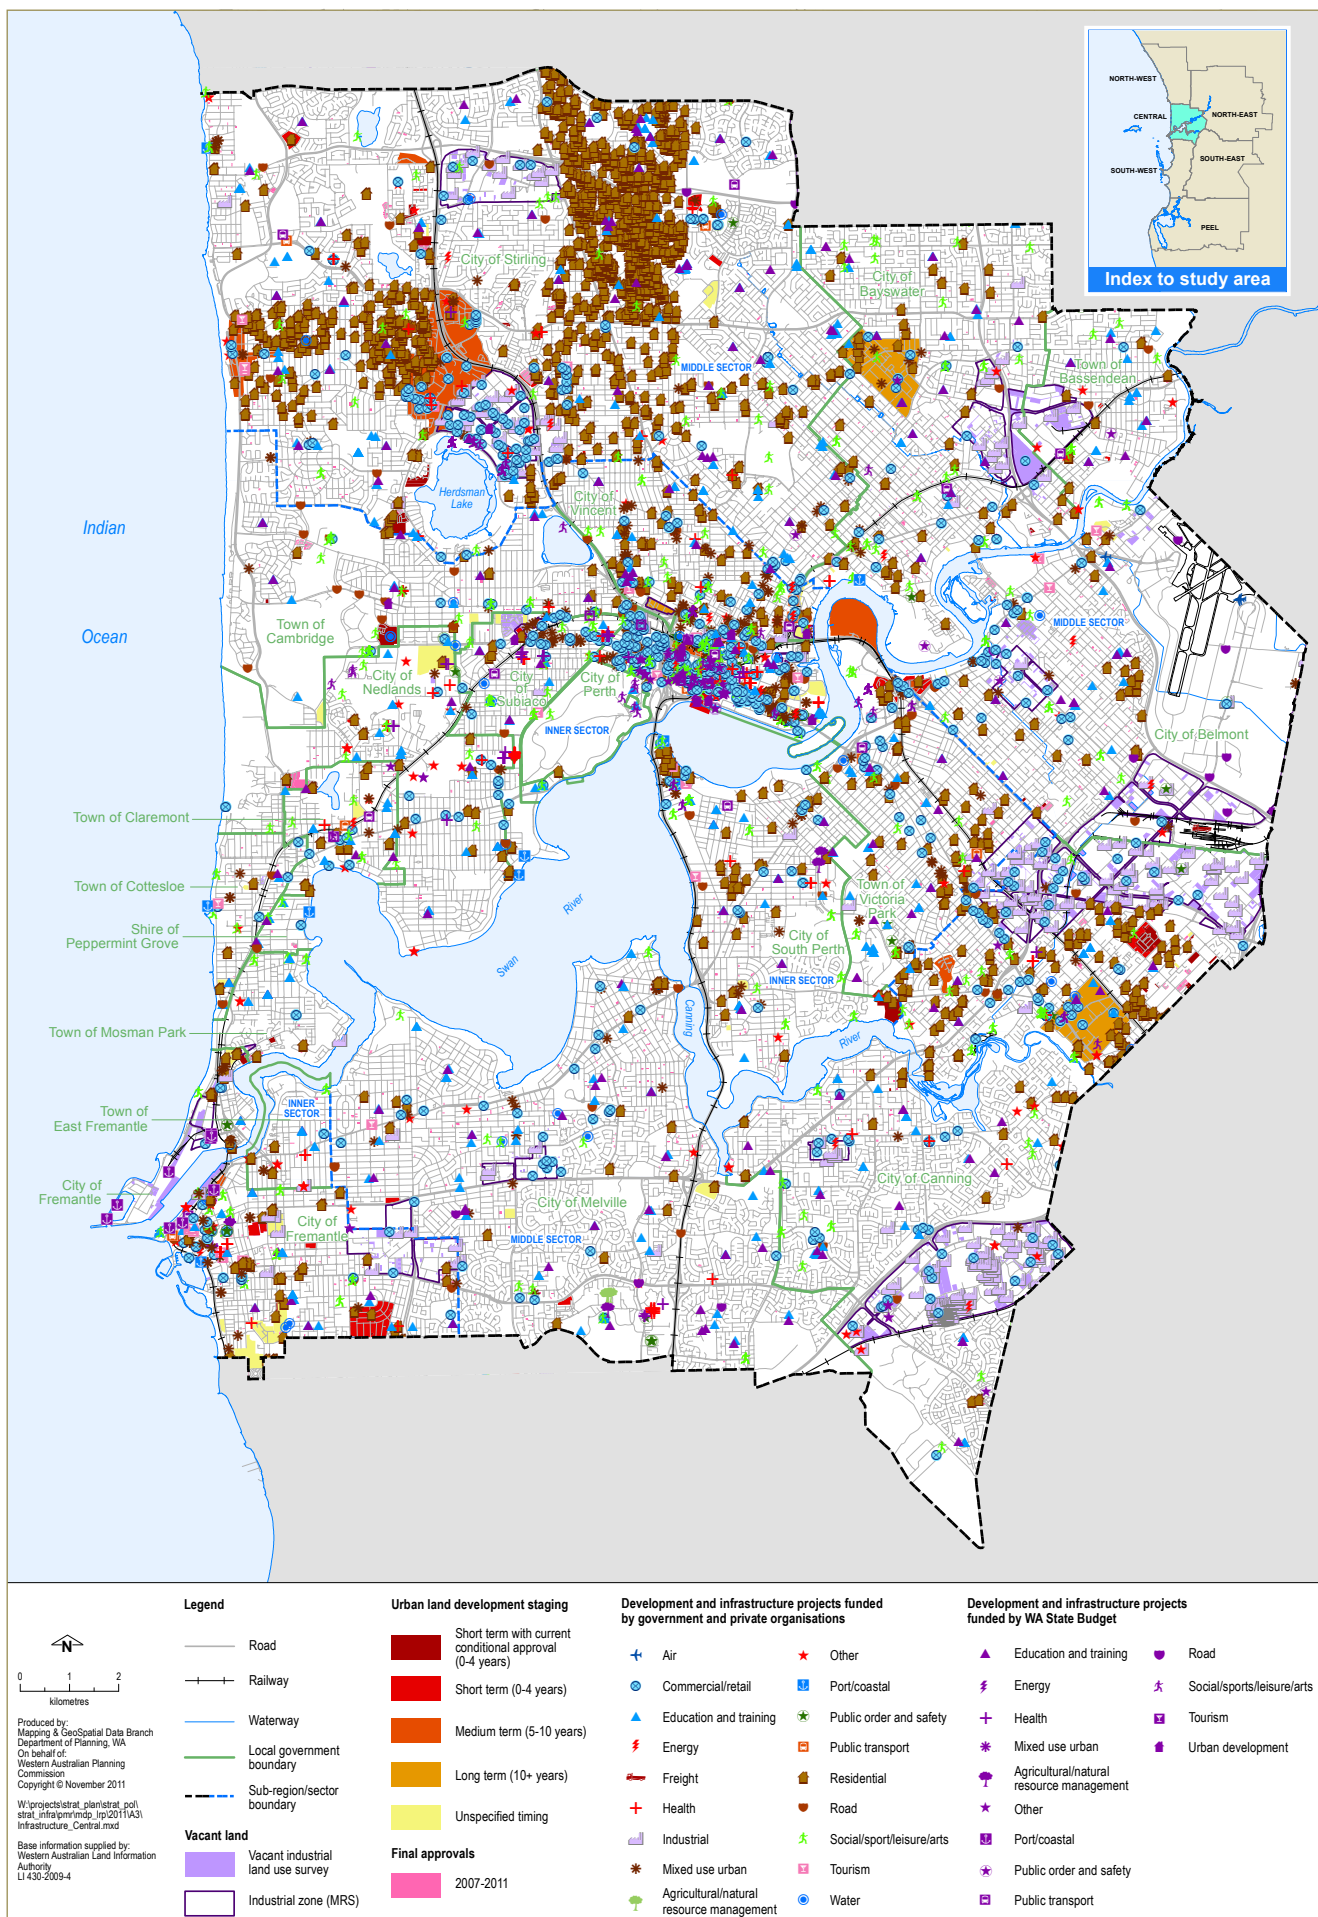 NORTH-WEST
CENTRAL
NORTH-EAST
SOUTH-EAST
SOUTH-WEST
PEEL
Index to study area
City of Stirling
City of
Bayswater
MIDDLE SECTOR
Town of
Bassendean
Herdsman
Lake
City of
Vincent
Indian
Ocean
Town of
Cambridge
MIDDLE SECTOR
City of
Nedlands
City
of
Subiaco
City of
Perth
INNER SECTOR
City of Belmont
Town of Claremont
Town of Cottesloe
Shire of
Peppermint Grove
River
Swan
Town of
Victoria
Park
City of
South Perth
INNER SECTOR
Canning
River
Town of Mosman Park
Town of
East Fremantle
INNER
SECTOR
City of
Fremantle
City of
Fremantle
City of Melville
MIDDLE SECTOR
City of Canning
N
0 1 2
kilometres
Produced by:
Mapping & GeoSpatial Data Branch
Department of Planning, WA
On behalf of:
Western Australian Planning
Commission
Copyright © November 2011
W:\projects\strat_plan\strat_pol\
strat_infra\pmr\mdp_lrp\2011\A3\
Infrastructure_Central.mxd
Base information supplied by:
Western Australian Land Information
Authority
LI 430-2009-4
Legend
Road
Railway
Waterway
Local government
boundary
Sub-region/sector
boundary
Vacant land
Vacant industrial
land use survey
Industrial zone (MRS)
Urban land development staging
Short term with current
conditional approval
(0-4 years)
Short term (0-4 years)
Medium term (5-10 years)
Long term (10+ years)
Unspecified timing
Final approvals
2007-2011
Development and infrastructure projects funded
by government and private organisations
Air
Commercial/retail
Education and training
Energy
Freight
Health
Industrial
Mixed use urban
Agricultural/natural
resource management
Other
Port/coastal
Public order and safety
Public transport
Residential
Road
Social/sport/leisure/arts
Tourism
Water
Development and infrastructure projects
funded by WA State Budget
Education and training
Energy
Health
Mixed use urban
Agricultural/natural
resource management
Other
Port/coastal
Public order and safety
Public transport
Road
Social/sports/leisure/arts
Tourism
Urban development